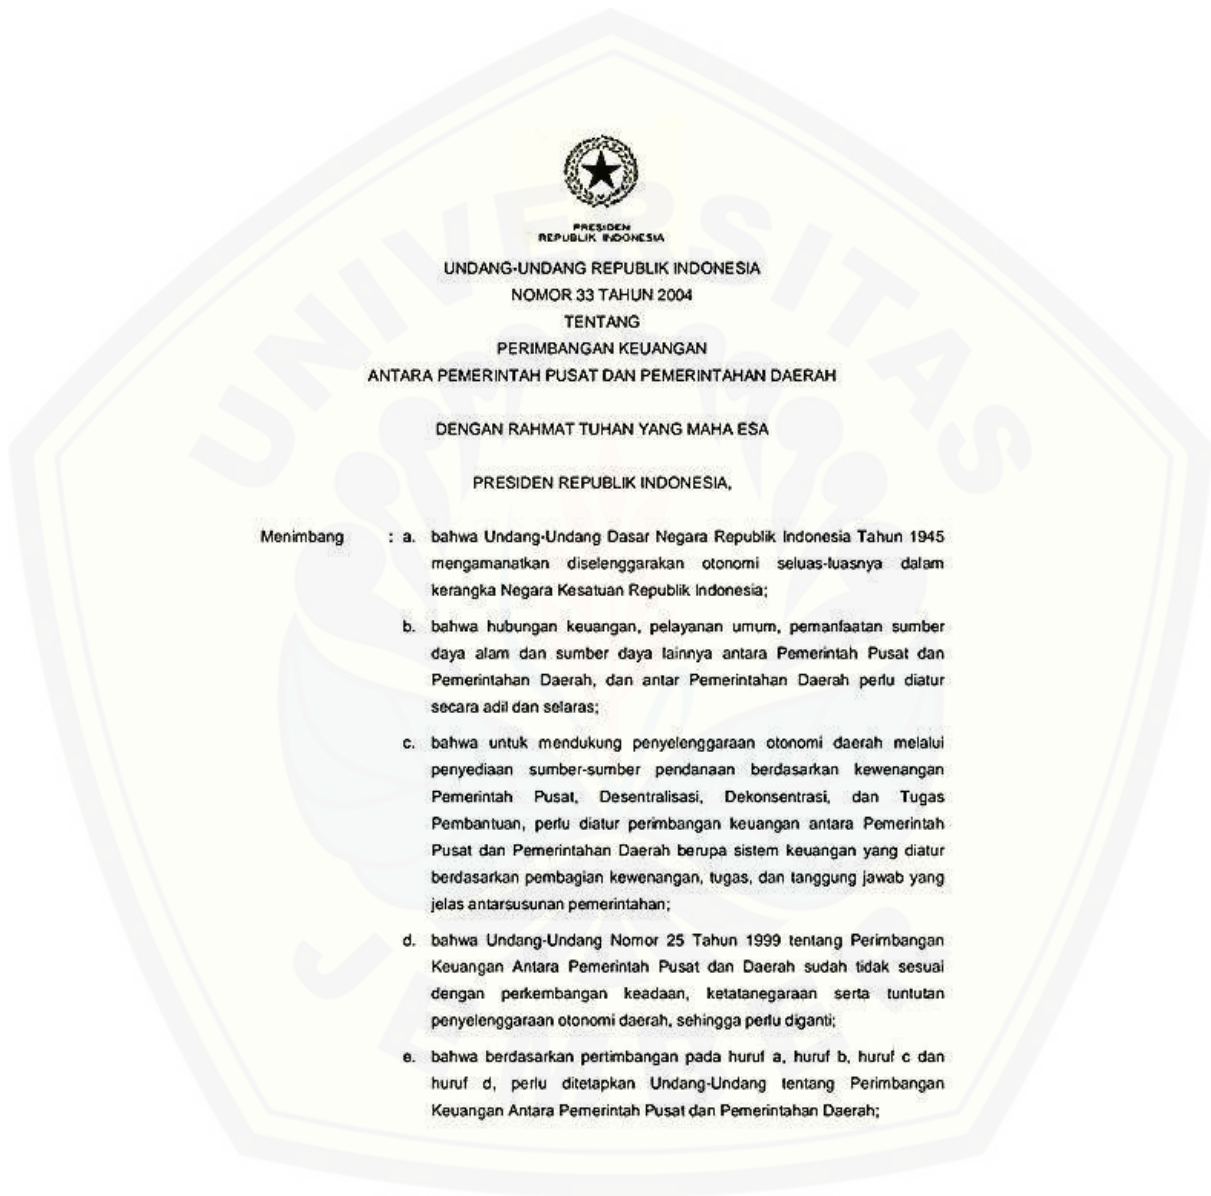 PRESIDEN
REPUBLIK INDONESIA
UNDANG-UNDANG REPUBLIK INDONESIA
NOMOR 33 TAHUN 2004
TENTANG
PERIMBANGAN KEUANGAN
ANTARA PEMERINTAH PUSAT DAN PEMERINTAHAN DAERAH
DENGAN RAHMAT TUHAN YANG MAHA ESA
PRESIDEN REPUBLIK INDONESIA,
Menimbang : a. bahwa Undang-Undang Dasar Negara Republik Indonesia Tahun 1945
mengamanatkan diselenggarakan otonomi seluas-luasnya dalam
kerangka Negara Kesatuan Republik Indonesia;
b. bahwa hubungan keuangan, pelayanan umum, pemanfaatan sumber
daya alam dan sumber daya lainnya antara Pemerintah Pusat dan
Pemerintahan Daerah, dan antar Pemerintahan Daerah perlu diatur
secara adil dan selaras;
c. bahwa untuk mendukung penyelenggaraan otonomi daerah melalui
penyediaan sumber-sumber pendanaan berdasarkan kewenangan
Pemerintah Pusat, Desentralisasi, Dekonsentrasi, dan Tugas
Pembantuan, perlu diatur perimbangan keuangan antara Pemerintah
Pusat dan Pemerintahan Daerah berupa sistem keuangan yang diatur
berdasarkan pembagian kewenangan, tugas, dan tanggung jawab yang
jelas antarsusunan pemerintahan;
d. bahwa Undang-Undang Nomor 25 Tahun 1999 tentang Perimbangan
Keuangan Antara Pemerintah Pusat dan Daerah sudah tidak sesuai
dengan perkembangan keadaan, ketatanegaraan serta tuntutan
penyelenggaraan otonomi daerah, sehingga perlu diganti;
e. bahwa berdasarkan pertimbangan pada huruf a, huruf b, huruf c dan
huruf d, perlu ditetapkan Undang-Undang tentang Perimbangan
Keuangan Antara Pemerintah Pusat dan Pemerintahan Daerah;
UNIVERSITAS
JEMBER